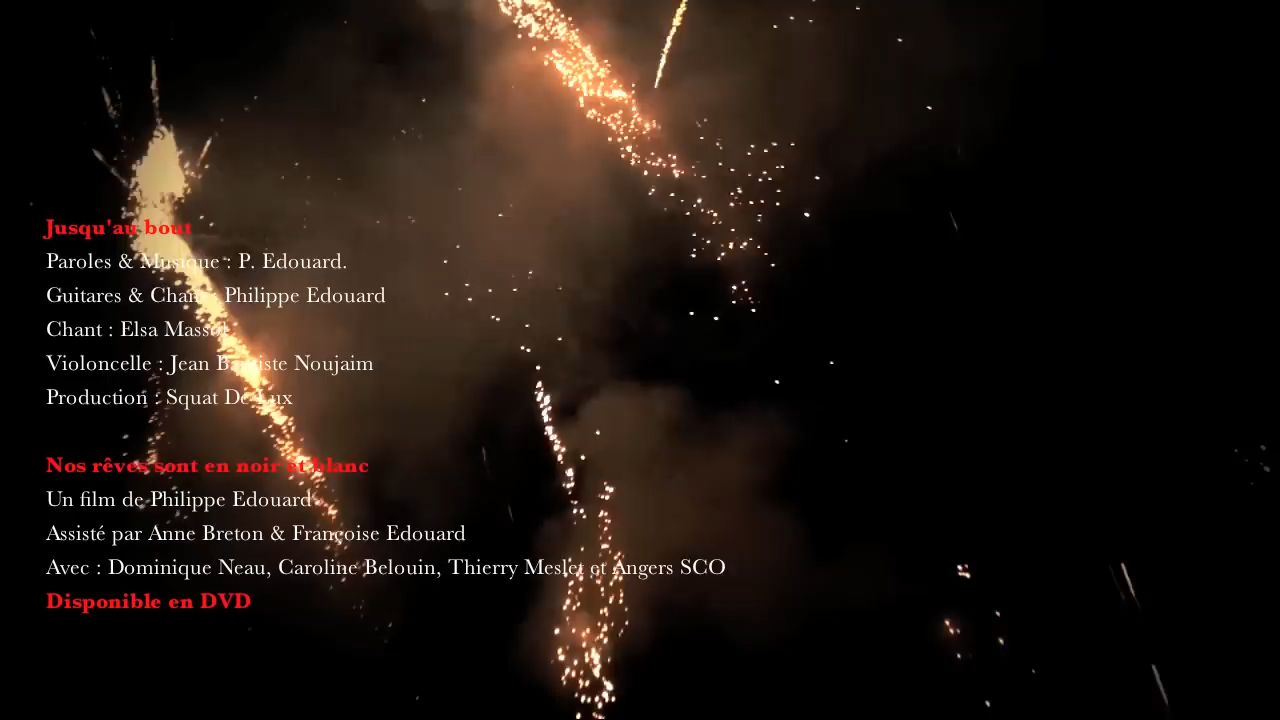 Jusqu'au bout
Paroles & Musique : P. Edouard.
Guitares & Chant : Philippe Edouard
Chant : Elsa Massol
Violoncelle : Jean Baptiste Noujaim
Production : Squat De Lux
Nos rêves sont en noir et blanc
Un film de Philippe Edouard
Assisté par Anne Breton & Françoise Edouard
Avec : Dominique Neau, Caroline Belouin, Thierry Meslet et Angers SCO
Disponible en DVD